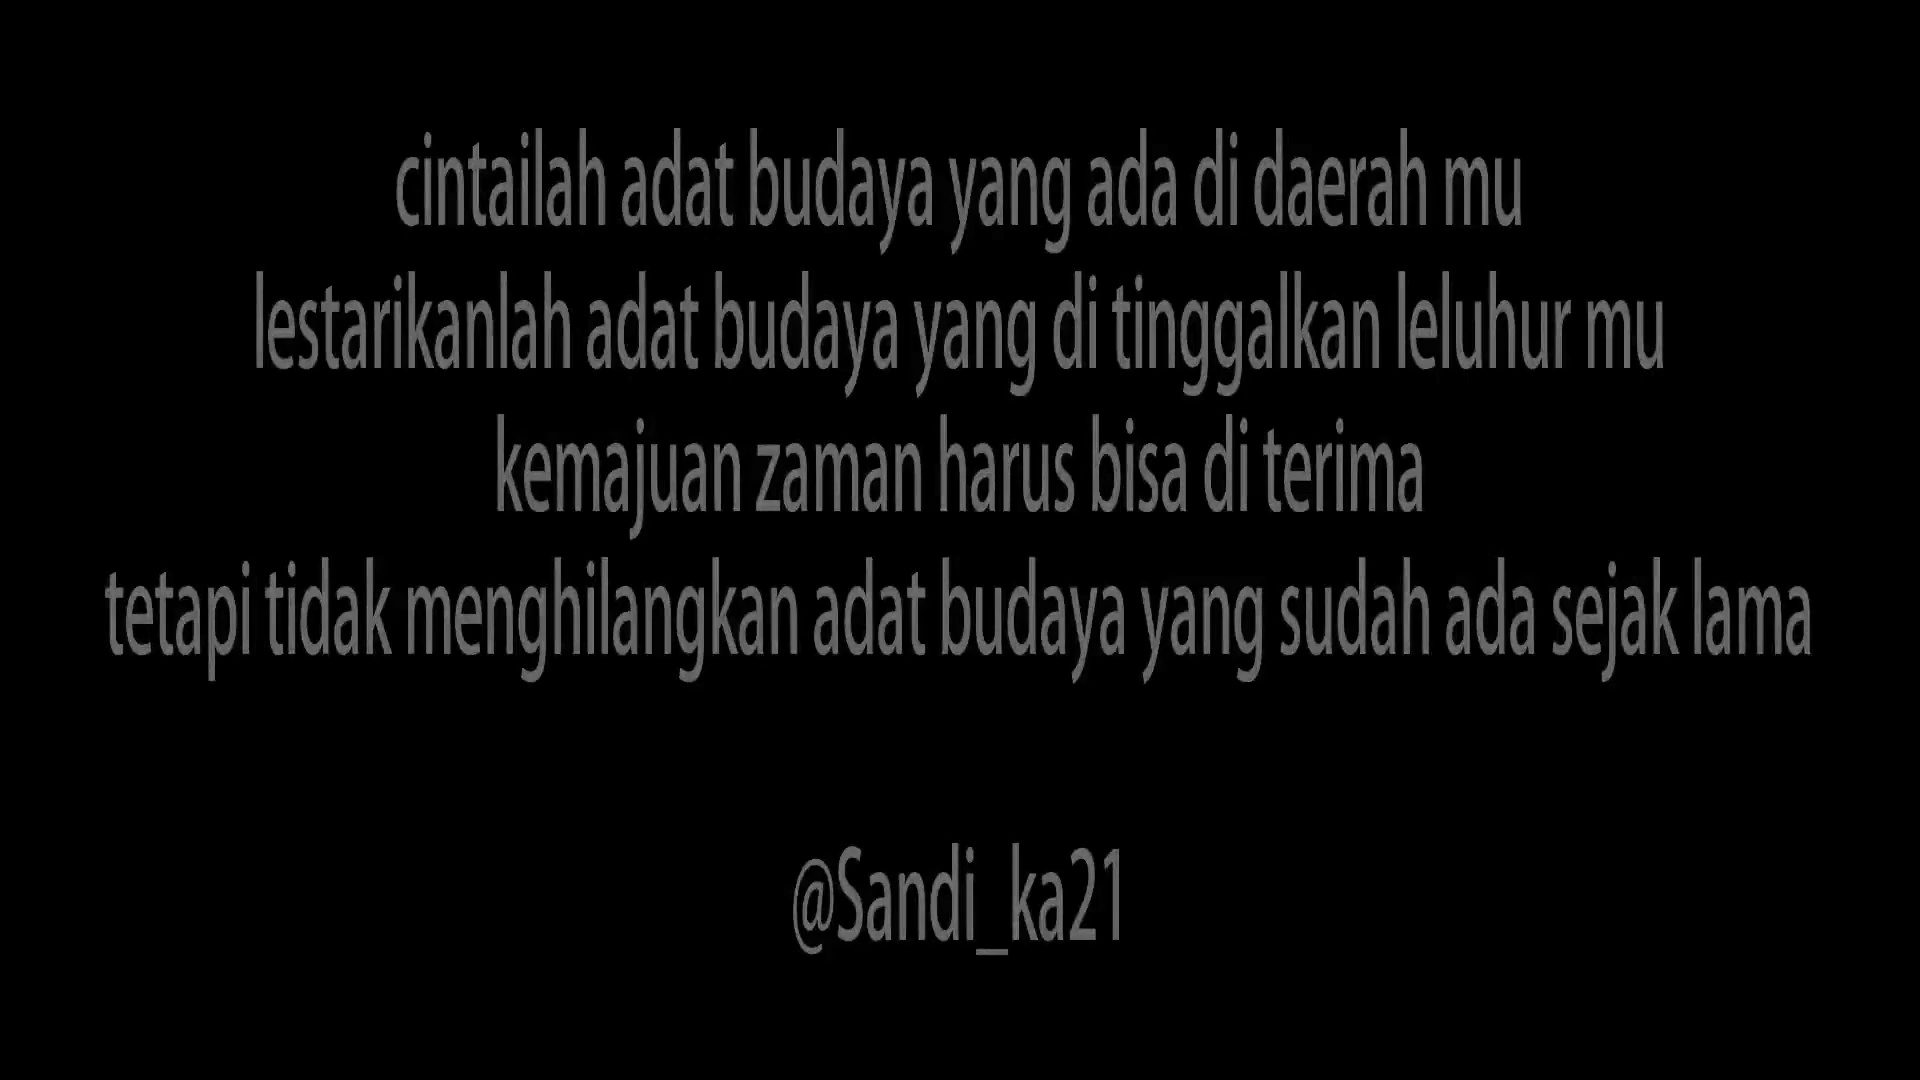 cintailah adat budaya yang ada di daerah mu
lestarikanlah adat budaya yang di tinggalkan leluhur mu
kemajuan zaman harus bisa di terima
tetapi tidak menghilangkan adat budaya yang sudah ada sejak lama
@Sandi_ka21